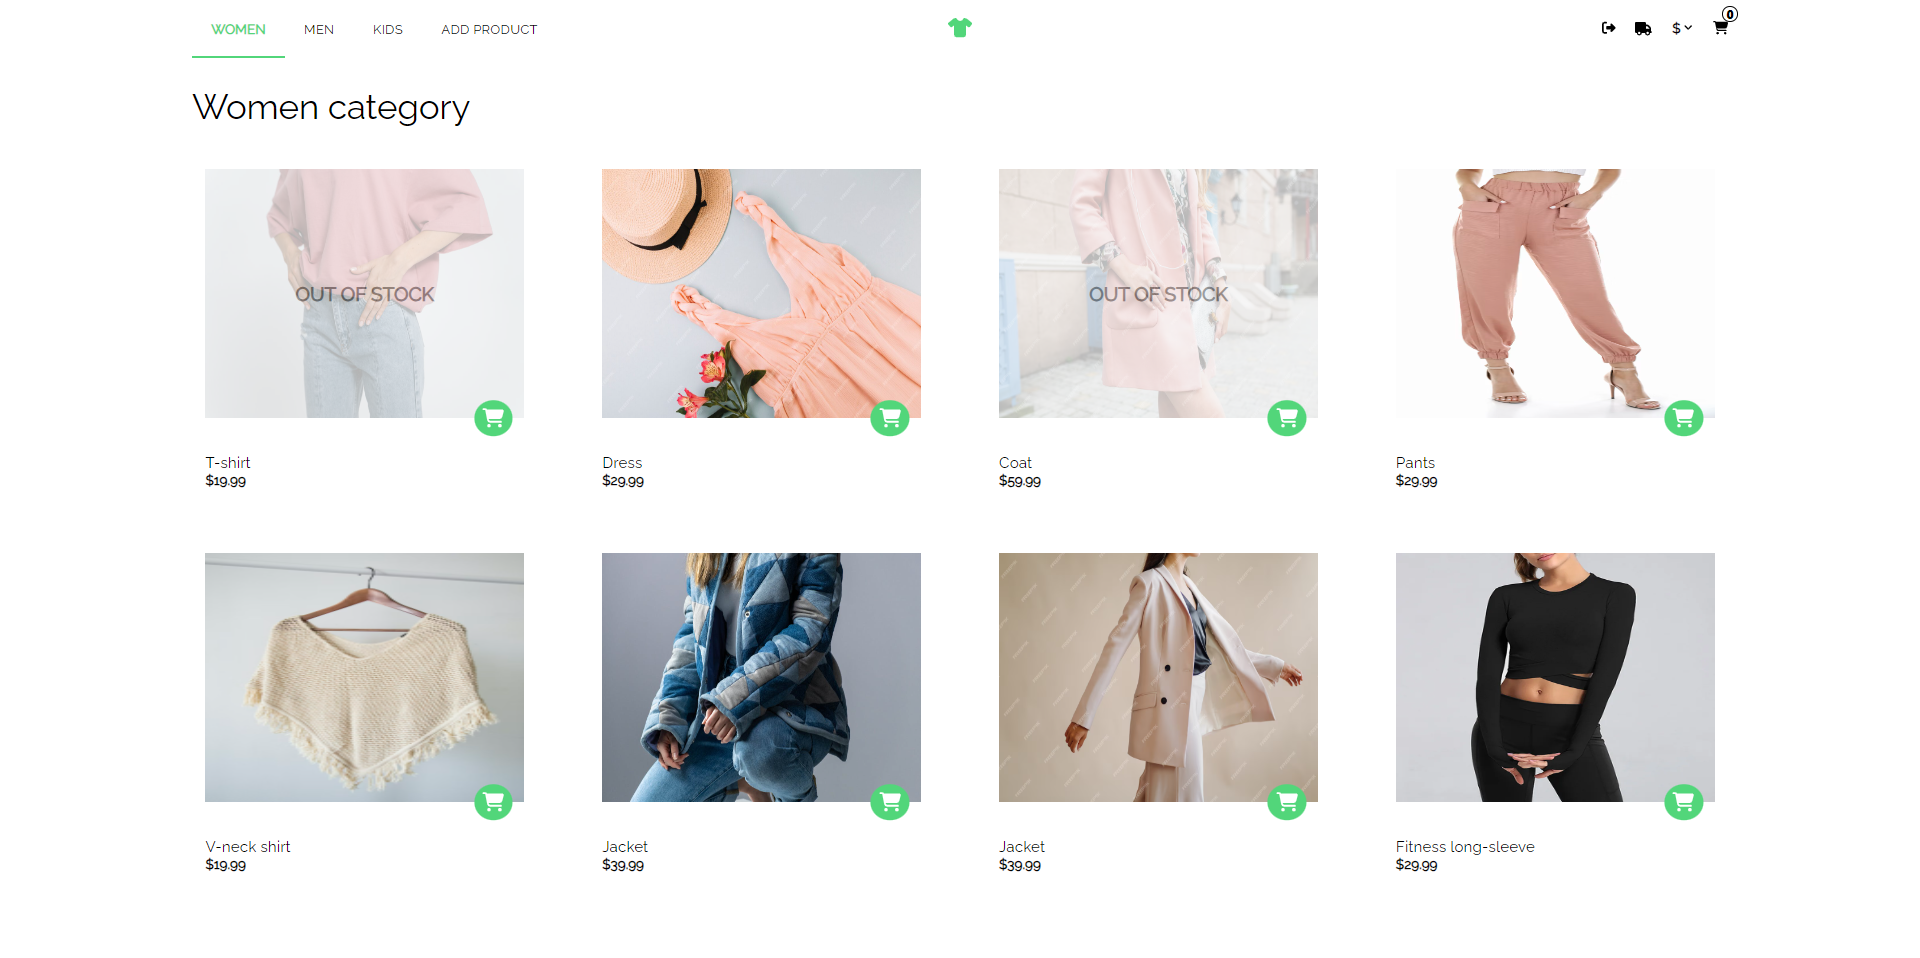 WOMEN
MEN
KIDS
ADD PRODUCT
$
0
Women category
OUT OF STOCK
OUT OF STOCK
T-shirt
$19.99
Dress
$29.99
Coat
$59.99
Pants
$29.99
V-neck shirt
$19.99
Jacket
$39.99
Jacket
$39.99
Fitness long-sleeve
$29.99